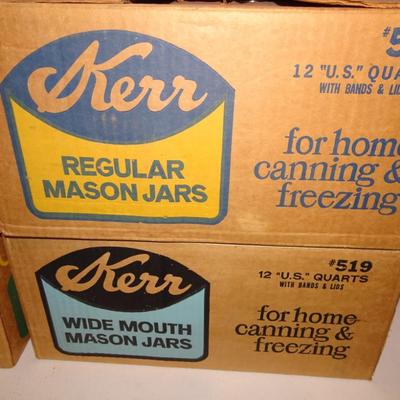 Kerr
REGULAR
MASON JARS
12 "U.S." QUARTS
WITH BANDS & LIDS
for home
canning &
freezing
Kerr
WIDE MOUTH
MASON JARS
#519
12 "U.S." QUARTS
WITH BANDS & LIDS
for home
canning &
freezing